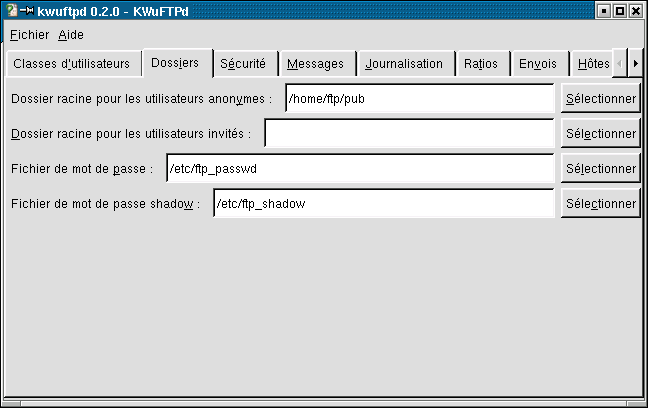 kwuftpd 0.2.0 - KWuFTPd
Fichier Aide
Classes d'utilisateurs Dossiers Sécurité Messages Journalisation Ratios Envois Hôtes
Dossier racine pour les utilisateurs anonymes : /home/ftp/pub Sélectionner
Dossier racine pour les utilisateurs invités : Sélectionner
Fichier de mot de passe : /etc/ftp_passwd Sélectionner
Fichier de mot de passe shadow : /etc/ftp_shadow Sélectionner